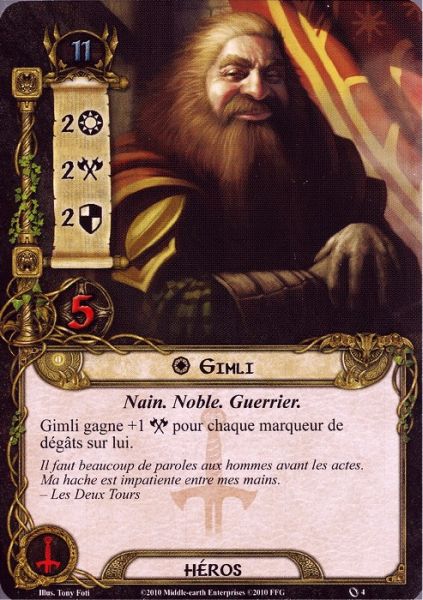 11
2
2
2
5
Gimli
Nain. Noble. Guerrier.
Gimli gagne +1 pour chaque marqueur de
dégâts sur lui.
Il faut beaucoup de paroles aux hommes avant les actes.
Ma hache est impatiente entre mes mains.
– Les Deux Tours
HÉROS
Illus. Tony Foti
©2010 Middle-earth Enterprises ©2010 FFG
4